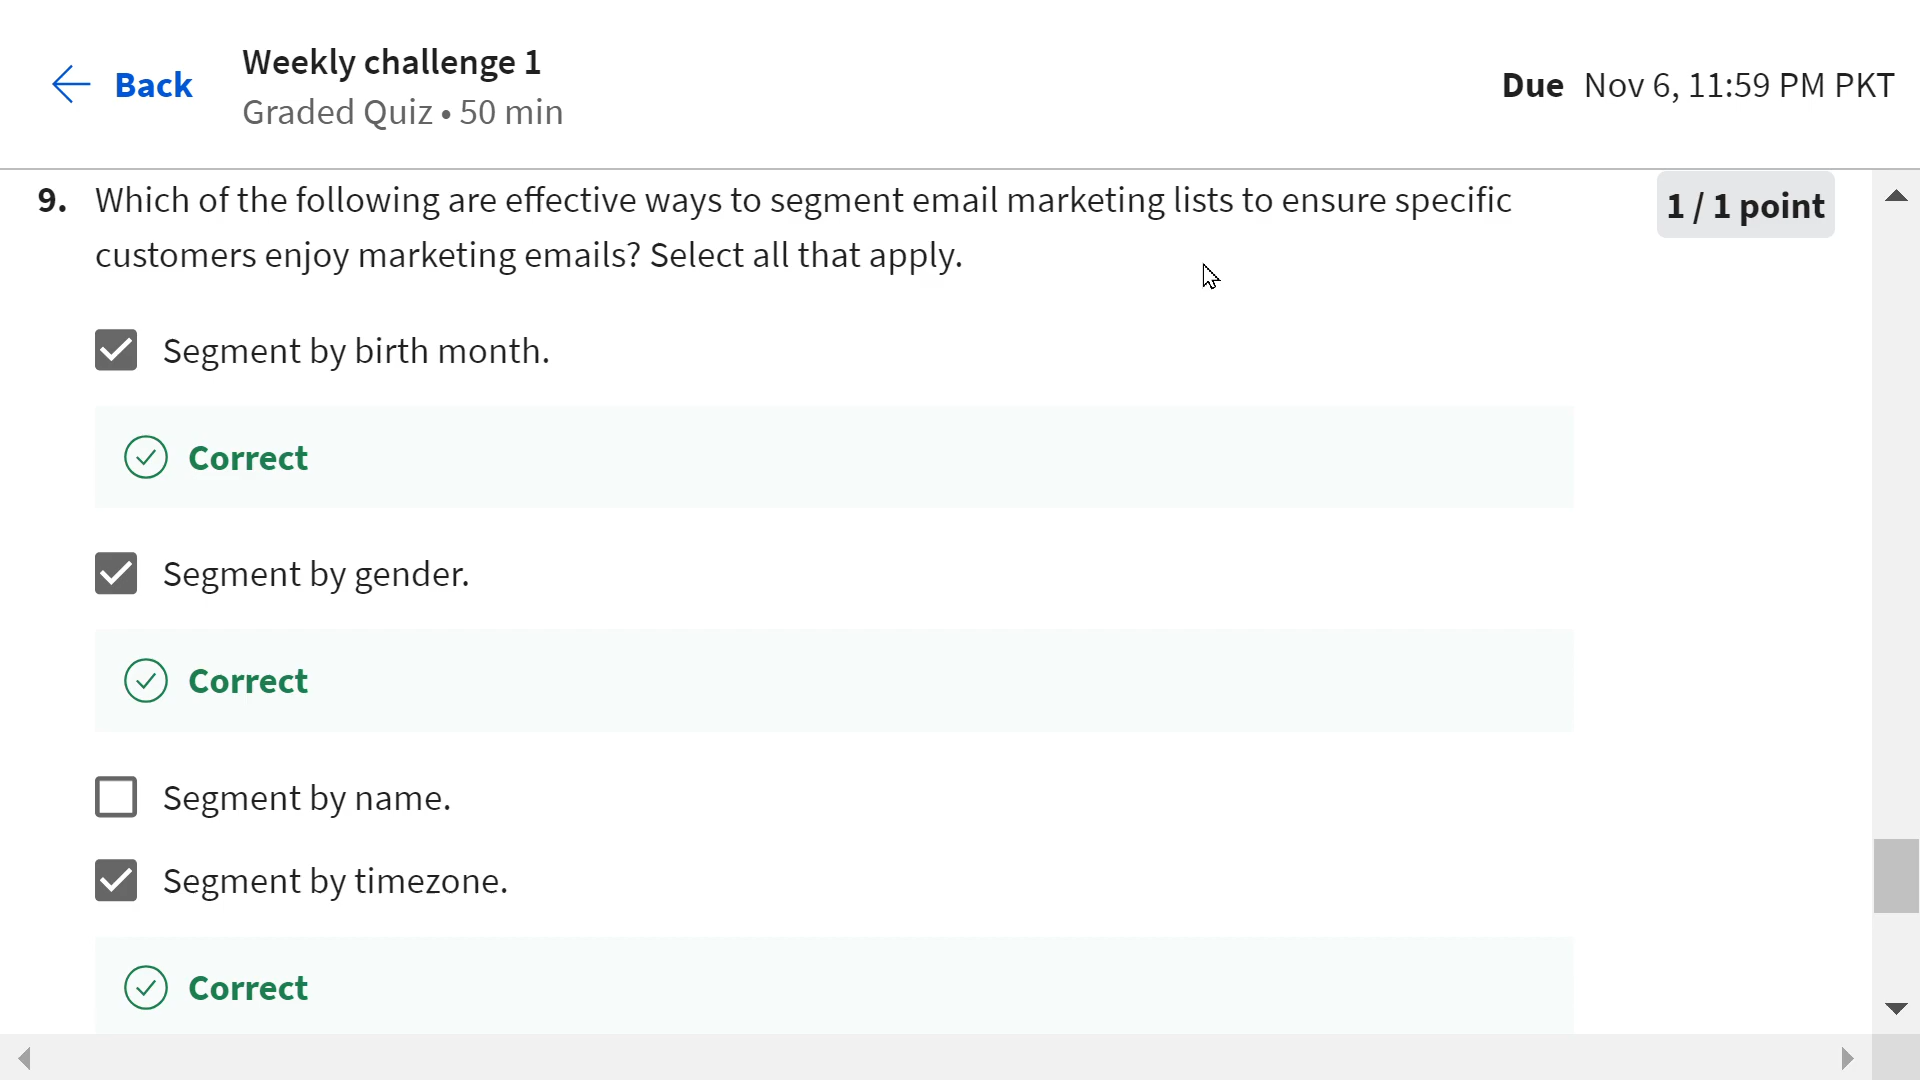 Back
Weekly challenge 1
Graded Quiz • 50 min
Due Nov 6, 11:59 PM PKT
9. Which of the following are effective ways to segment email marketing lists to ensure specific
customers enjoy marketing emails? Select all that apply.
1 / 1 point
Segment by birth month.
Correct
Segment by gender.
Correct
Segment by name.
Segment by timezone.
Correct